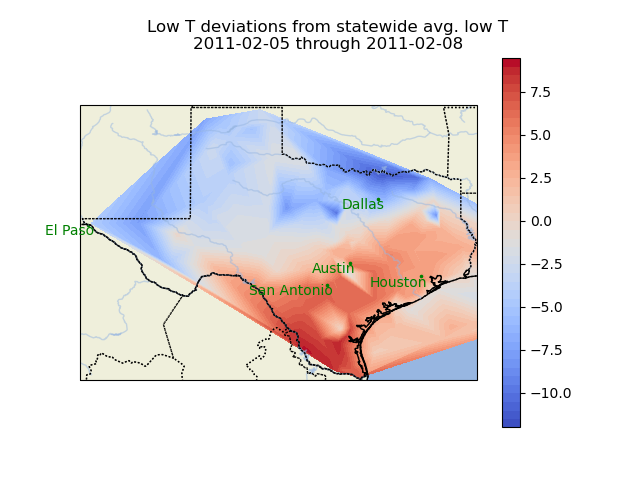 Low T deviations from statewide avg. low T
2011-02-05 through 2011-02-08
7.5
5.0
Dallas
2.5
El Paso
0.0
Austin
−2.5
San Antonio
Houston
−5.0
−7.5
−10.0